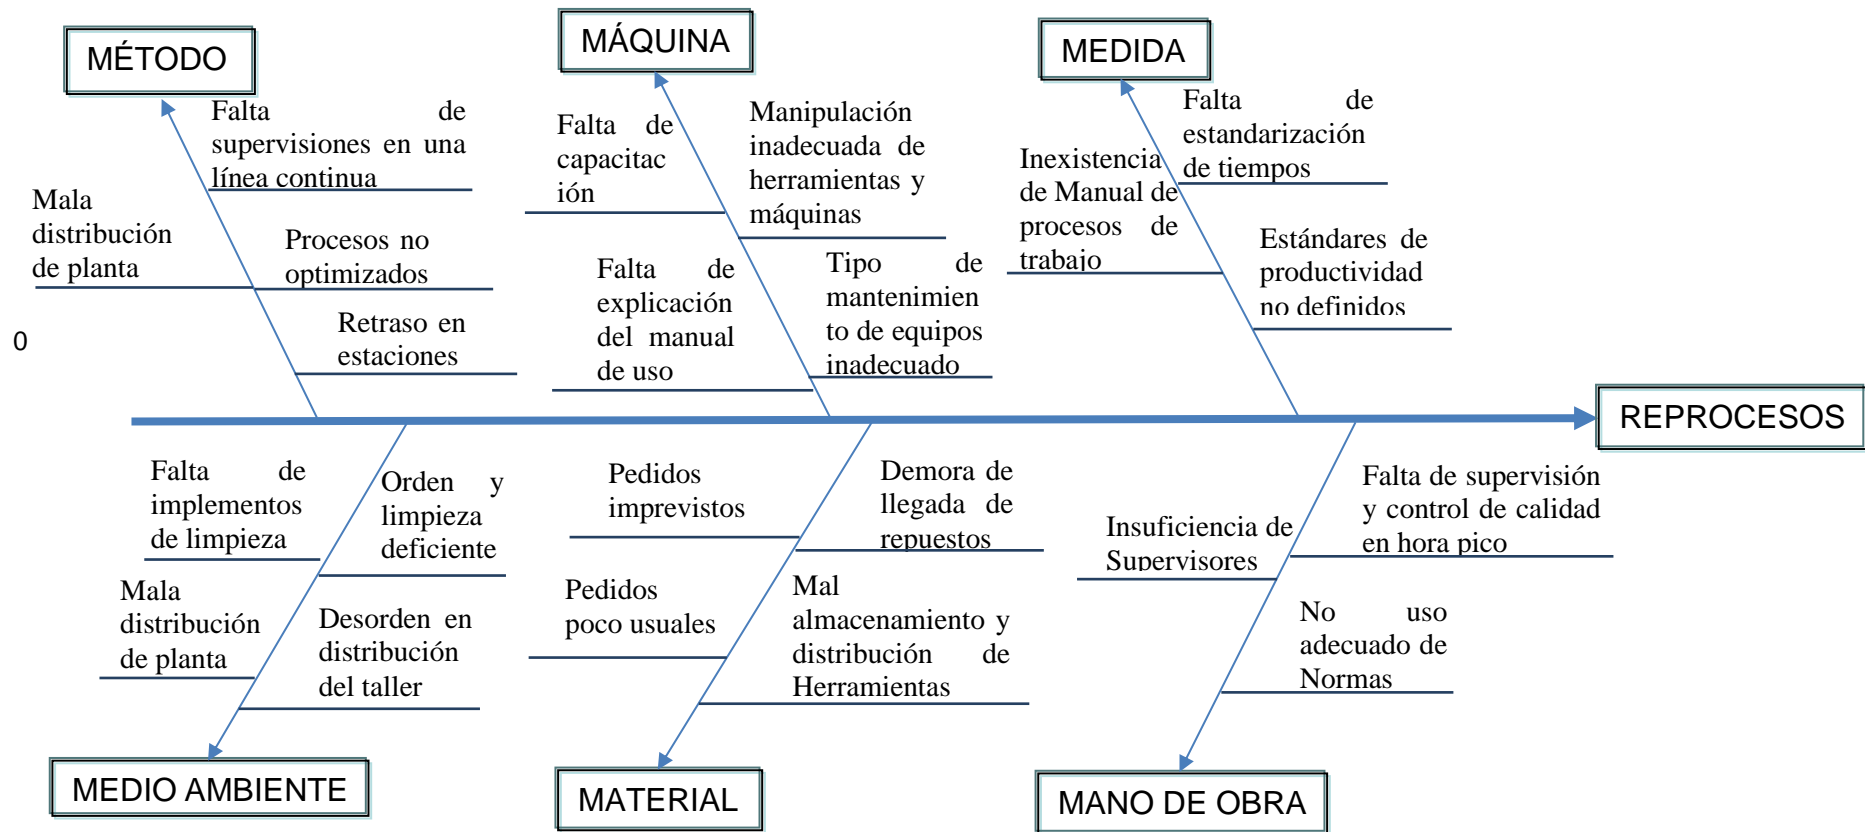 MÉTODO
MÁQUINA
MEDIDA
Falta de
supervisiones en una
línea continua
Mala
distribución
de planta
Procesos no
optimizados
Retraso en
estaciones
Falta de
capacitac
ión
Manipulación
inadecuada de
herramientas y
máquinas
Falta de
explicación
del manual
de uso
Tipo de
mantenimien
to de equipos
inadecuado
Falta de
estandarización
de tiempos
Inexistencia
de Manual de
procesos de
trabajo
Estándares de
productividad
no definidos
0
REPROCESOS
Falta de
implementos
de limpieza
Orden y
limpieza
deficiente
Mala
distribución
de planta
Desorden en
distribución
del taller
Pedidos
imprevistos
Demora de
llegada de
repuestos
Pedidos
poco usuales
Mal
almacenamiento y
distribución de
Herramientas
Insuficiencia de
Supervisores
Falta de supervisión
y control de calidad
en hora pico
No uso
adecuado de
Normas
MEDIO AMBIENTE
MATERIAL
MANO DE OBRA